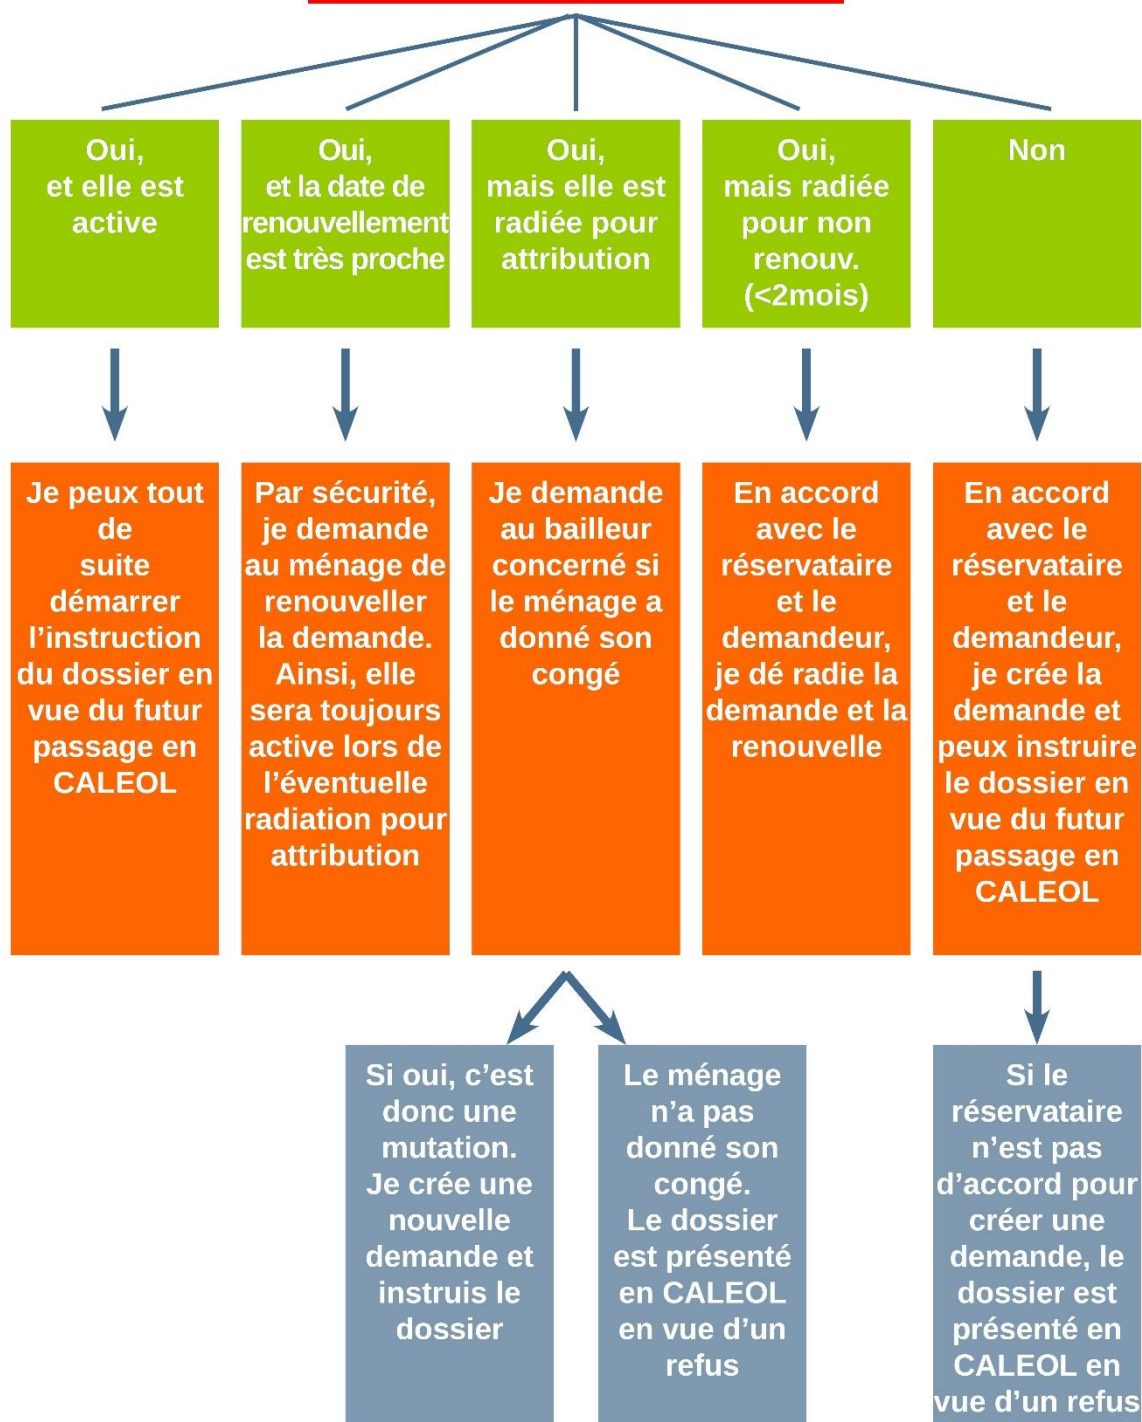 Oui,
et elle est
active
Oui,
et la date de
renouvellement
est très proche
Oui,
mais elle est
radiée pour
attribution
Oui,
mais radiée
pour non
renouv.
(<2mois)
Non
Je peux tout
de
suite
démarrer
l’instruction
du dossier en
vue du futur
passage en
CALEOL
Par sécurité,
je demande
au ménage de
renouveller
la demande.
Ainsi, elle
sera toujours
active lors de
l’éventuelle
radiation pour
attribution
Je demande
au bailleur
concerné si
le ménage a
donné son
congé
En accord
avec le
réservataire
et le
demandeur,
je dé radie la
demande et la
renouvelle
En accord
avec le
réservataire
et le
demandeur,
je crée la
demande et
peux instruire
le dossier en
vue du futur
passage en
CALEOL
Si oui, c’est
donc une
mutation.
Je crée une
nouvelle
demande et
instruis le
dossier
Le ménage
n’a pas
donné son
congé.
Le dossier
est présenté
en CALEOL
en vue d’un
refus
Si le
réservataire
n’est pas
d’accord pour
créer une
demande, le
dossier est
présenté en
CALEOL en
vue d’un refus